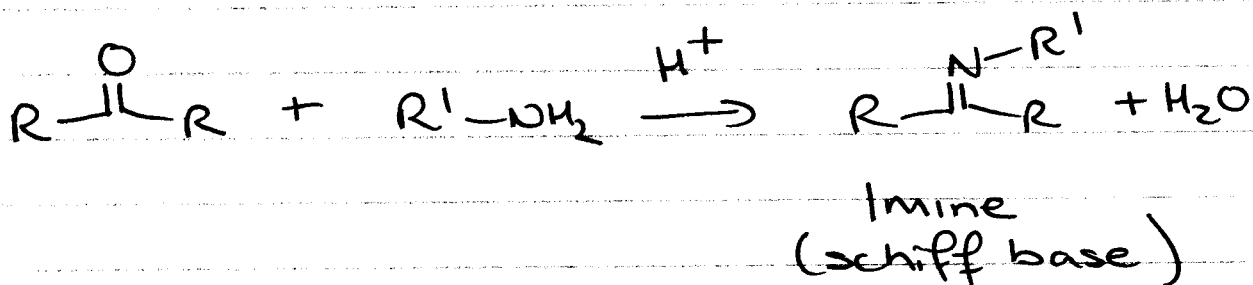 O H⁺ N–R'
R R + R'–NH₂ → R R + H₂O
Imine
(schiff base)